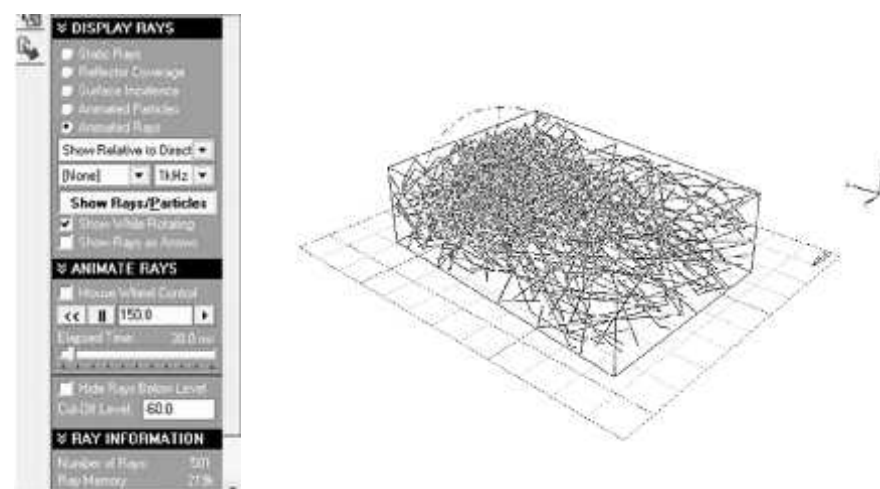 DISPLAY RAYS
Static Rays
Reflector Coverage
Surface Incidence
Animated Particles
Animated Rays
Show Relative to Direct
[None] 1kHz
Show Rays/Particles
Show While Rotating
Show Rays as Arrows
ANIMATE RAYS
Mouse Wheel Control
<< || 150.0
Elapsed Time:
Hide Rays Below Level
Cut-Off Level: -60.0
RAY INFORMATION
Number of Rays:
Ray Memory: